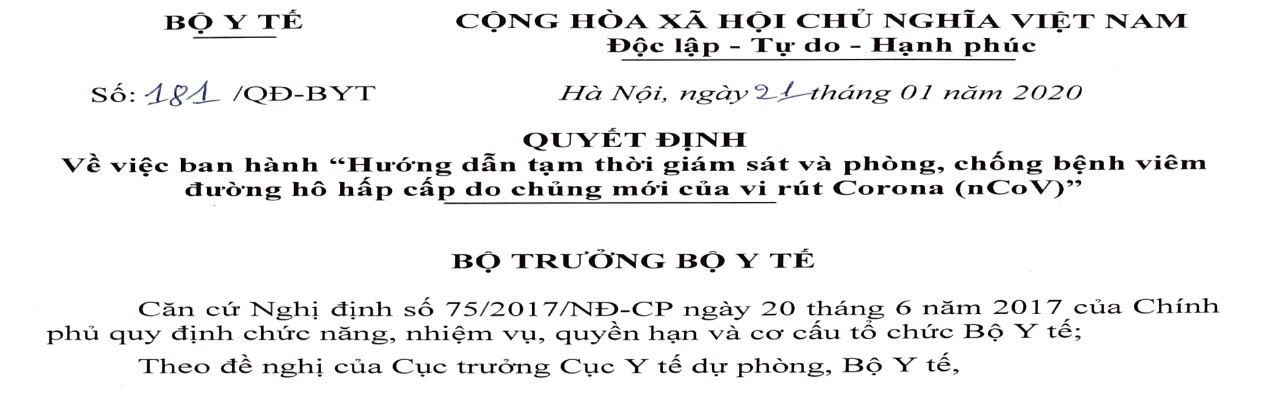 BỘ Y TẾ
CỘNG HÒA XÃ HỘI CHỦ NGHĨA VIỆT NAM
Độc lập - Tự do - Hạnh phúc
Số: 181 /QĐ-BYT
Hà Nội, ngày 21 tháng 01 năm 2020
QUYẾT ĐỊNH
Về việc ban hành “Hướng dẫn tạm thời giám sát và phòng, chống bệnh viêm
đường hô hấp cấp do chủng mới của vi rút Corona (nCoV)”
BỘ TRƯỞNG BỘ Y TẾ
Căn cứ Nghị định số 75/2017/NĐ-CP ngày 20 tháng 6 năm 2017 của Chính
phủ quy định chức năng, nhiệm vụ, quyền hạn và cơ cấu tổ chức Bộ Y tế;
Theo đề nghị của Cục trưởng Cục Y tế dự phòng, Bộ Y tế,